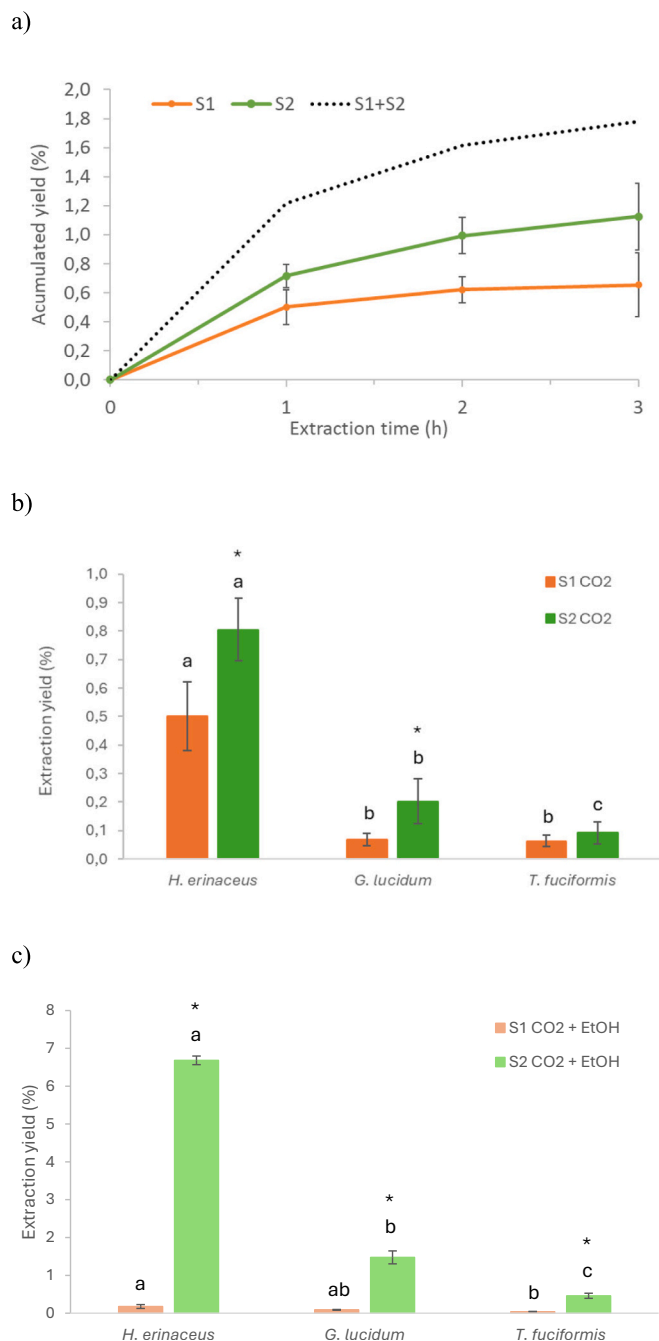 a)
S1 S2 S1+S2
Acumulated yield (%)
2,0
1,8
1,6
1,4
1,2
1,0
0,8
0,6
0,4
0,2
0,0
0 1 2 3
Extraction time (h)
b)
S1 CO2
S2 CO2
Extraction yield (%)
1,0
0,9
0,8
0,7
0,6
0,5
0,4
0,3
0,2
0,1
0,0
a
*
a
b
*
b
b
c
H. erinaceus G. lucidum T. fuciformis
c)
S1 CO2 + EtOH
S2 CO2 + EtOH
Extraction yield (%)
8
7
6
5
4
3
2
1
0
a
*
a
ab
*
b
b
*
c
H. erinaceus G. lucidum T. fuciformis